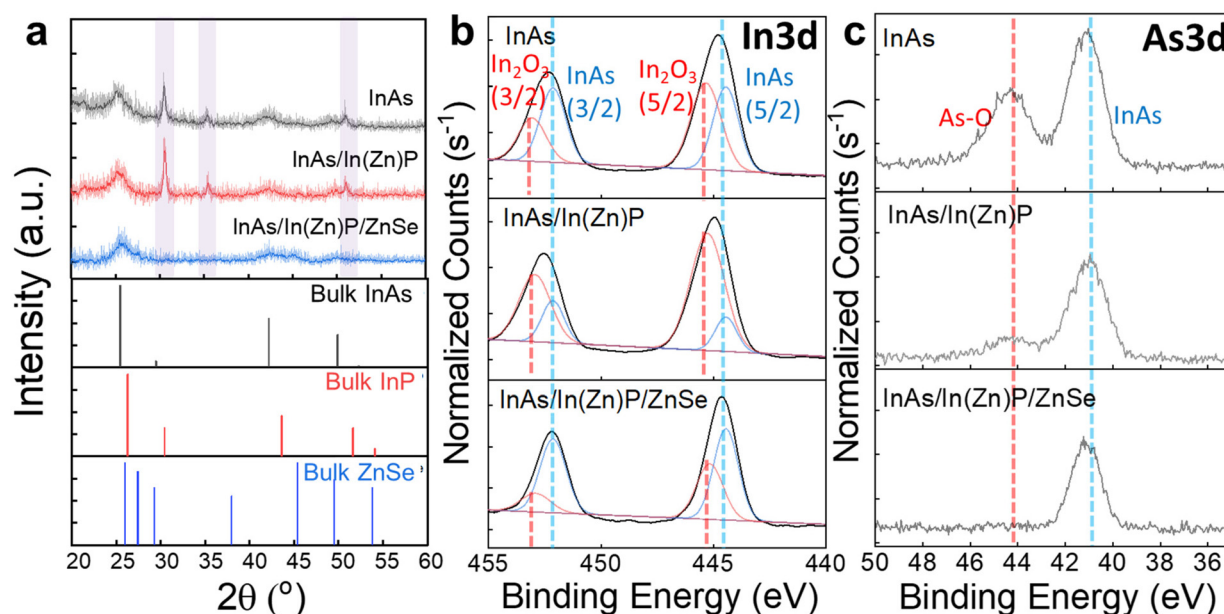 a
InAs
InAs/In(Zn)P
InAs/In(Zn)P/ZnSe
Bulk InAs
Bulk InP
Bulk ZnSe
Intensity (a.u.)
20 25 30 35 40 45 50 55 60
2θ (°)
b
In3d
InAs
In2O3
(3/2)
InAs
(3/2)
In2O3
(5/2)
InAs
(5/2)
InAs/In(Zn)P
InAs/In(Zn)P/ZnSe
Normalized Counts (s⁻¹)
455 450 445 440
Binding Energy (eV)
c
As3d
InAs
As-O
InAs
InAs/In(Zn)P
InAs/In(Zn)P/ZnSe
Normalized Counts (s⁻¹)
50 48 46 44 42 40 38 36
Binding Energy (eV)